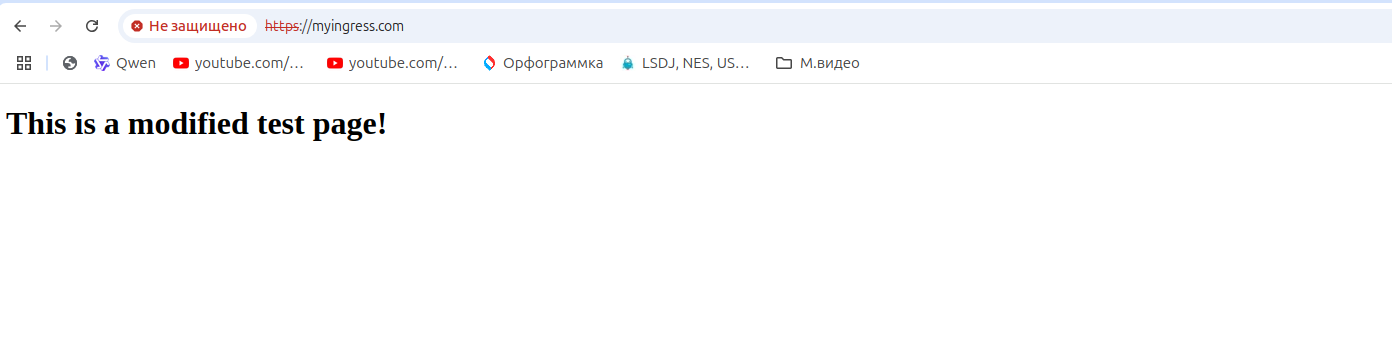 Не защищено https://myingress.com
Qwen youtube.com/... youtube.com/... Орфограммка LSDJ, NES, US... М.видео
This is a modified test page!